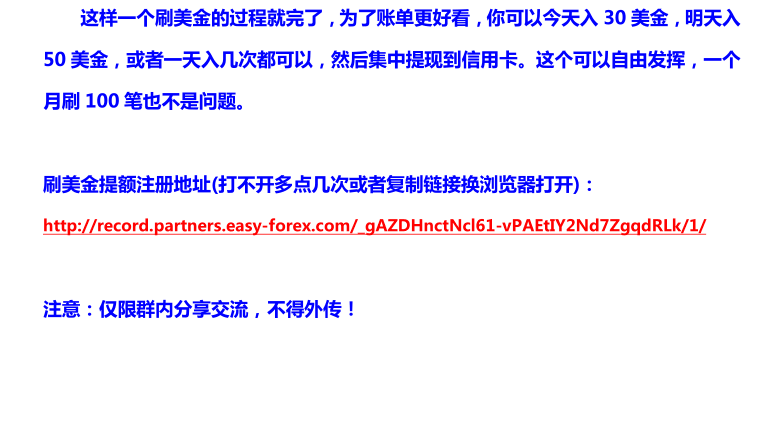 这样一个刷美金的过程就完了，为了账单更好看，你可以今天入 30 美金，明天入
50 美金，或者一天入几次都可以，然后集中提现到信用卡。这个可以自由发挥，一个
月刷 100 笔也不是问题。
刷美金提额注册地址(打不开多点几次或者复制链接换浏览器打开)：
http://record.partners.easy-forex.com/_gAZDHnctNcl61-vPAEtIY2Nd7ZgqdRLk/1/
注意：仅限群内分享交流，不得外传！